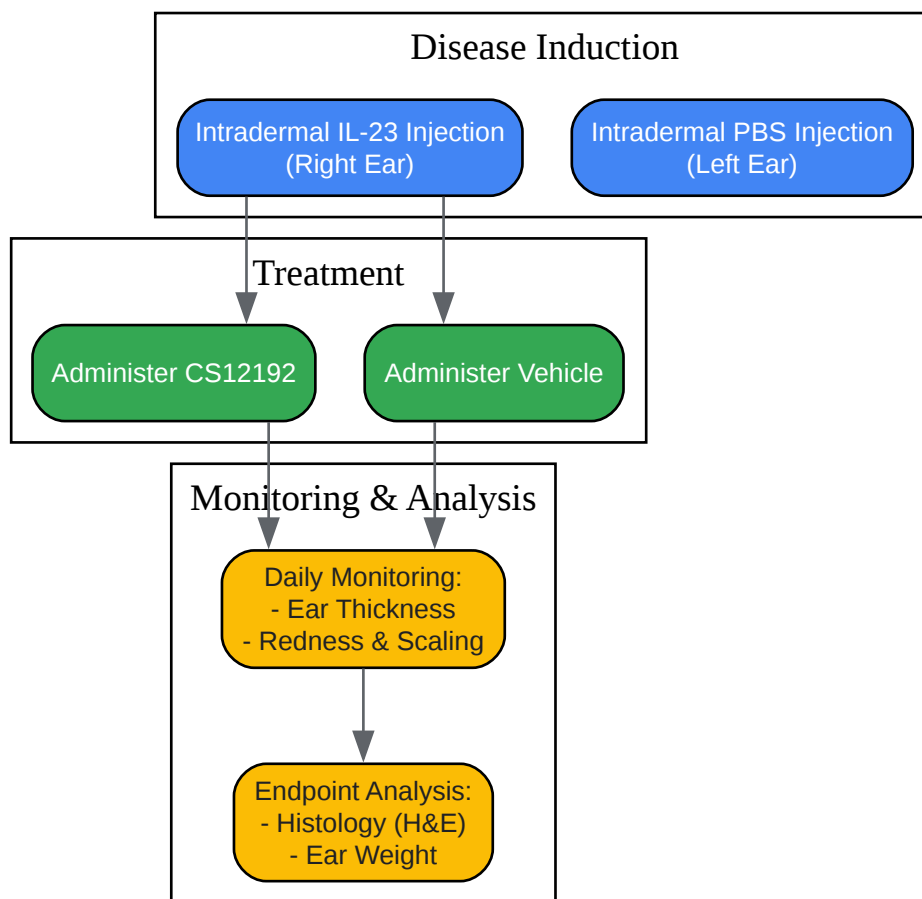 Disease Induction
Intradermal IL-23 Injection
(Right Ear)
Intradermal PBS Injection
(Left Ear)
Treatment
Administer CS12192
Administer Vehicle
Monitoring & Analysis
Daily Monitoring:
- Ear Thickness
- Redness & Scaling
Endpoint Analysis:
- Histology (H&E)
- Ear Weight